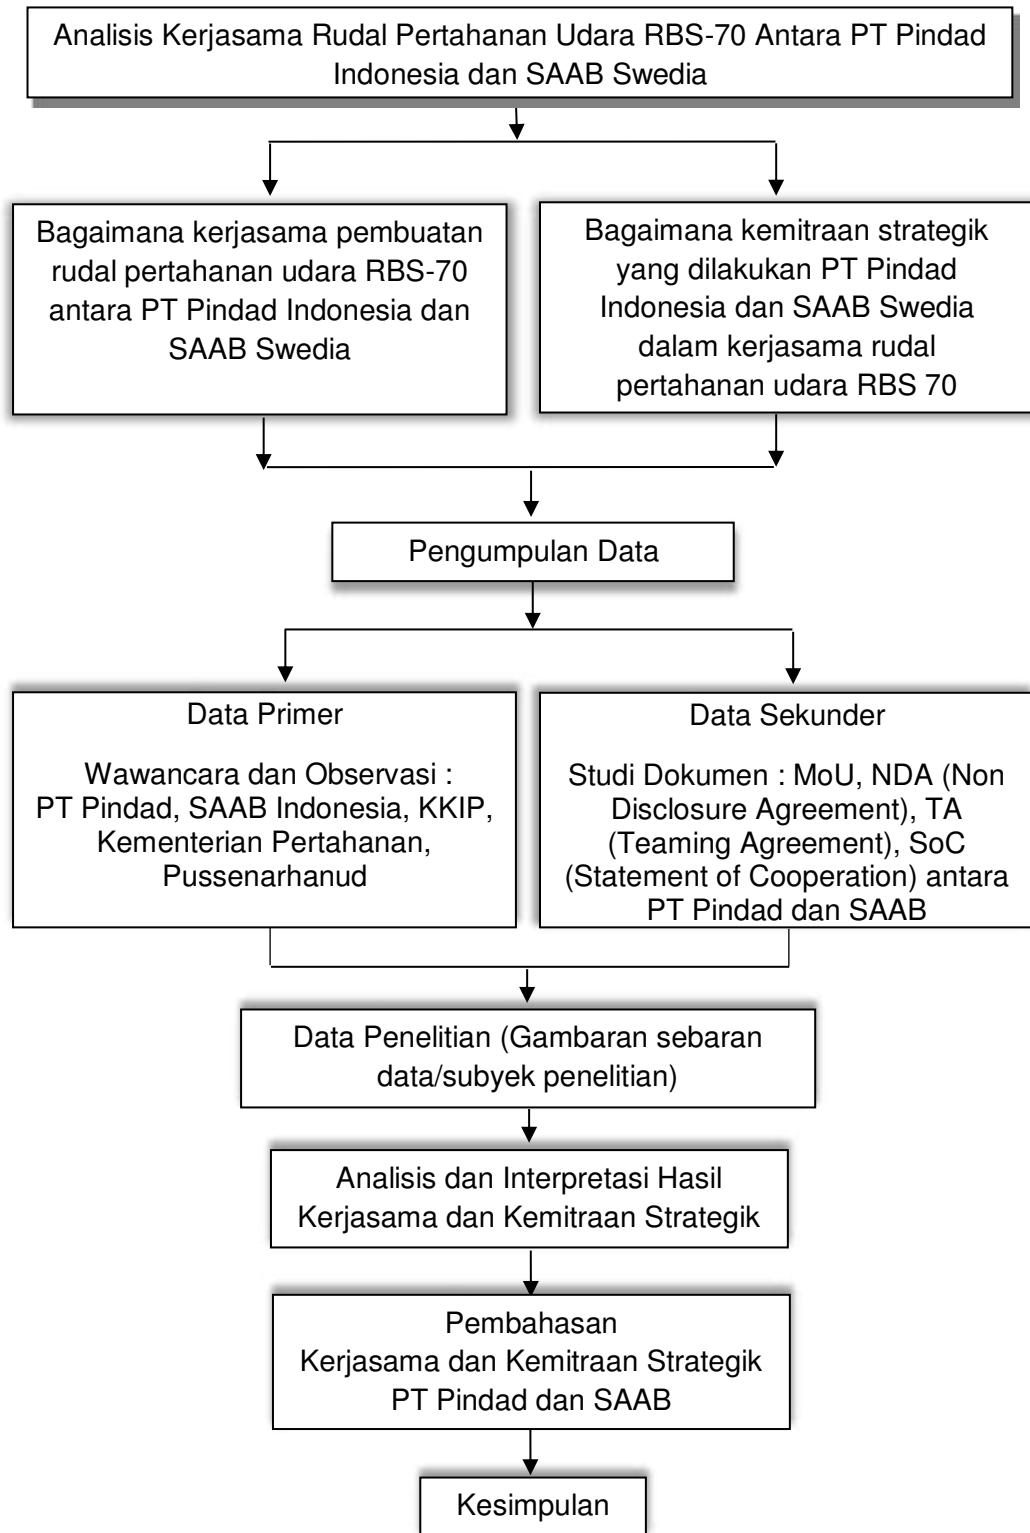 Analisis Kerjasama Rudal Pertahanan Udara RBS-70 Antara PT Pindad
Indonesia dan SAAB Swedia
Bagaimana kerjasama pembuatan
rudal pertahanan udara RBS-70
antara PT Pindad Indonesia dan
SAAB Swedia
Bagaimana kemitraan strategik
yang dilakukan PT Pindad
Indonesia dan SAAB Swedia
dalam kerjasama rudal
pertahanan udara RBS 70
Pengumpulan Data
Data Primer
Wawancara dan Observasi :
PT Pindad, SAAB Indonesia, KKIP,
Kementerian Pertahanan,
Pussenarhanud
Data Sekunder
Studi Dokumen : MoU, NDA (Non
Disclosure Agreement), TA
(Teaming Agreement), SoC
(Statement of Cooperation) antara
PT Pindad dan SAAB
Data Penelitian (Gambaran sebaran
data/subyek penelitian)
Analisis dan Interpretasi Hasil
Kerjasama dan Kemitraan Strategik
Pembahasan
Kerjasama dan Kemitraan Strategik
PT Pindad dan SAAB
Kesimpulan